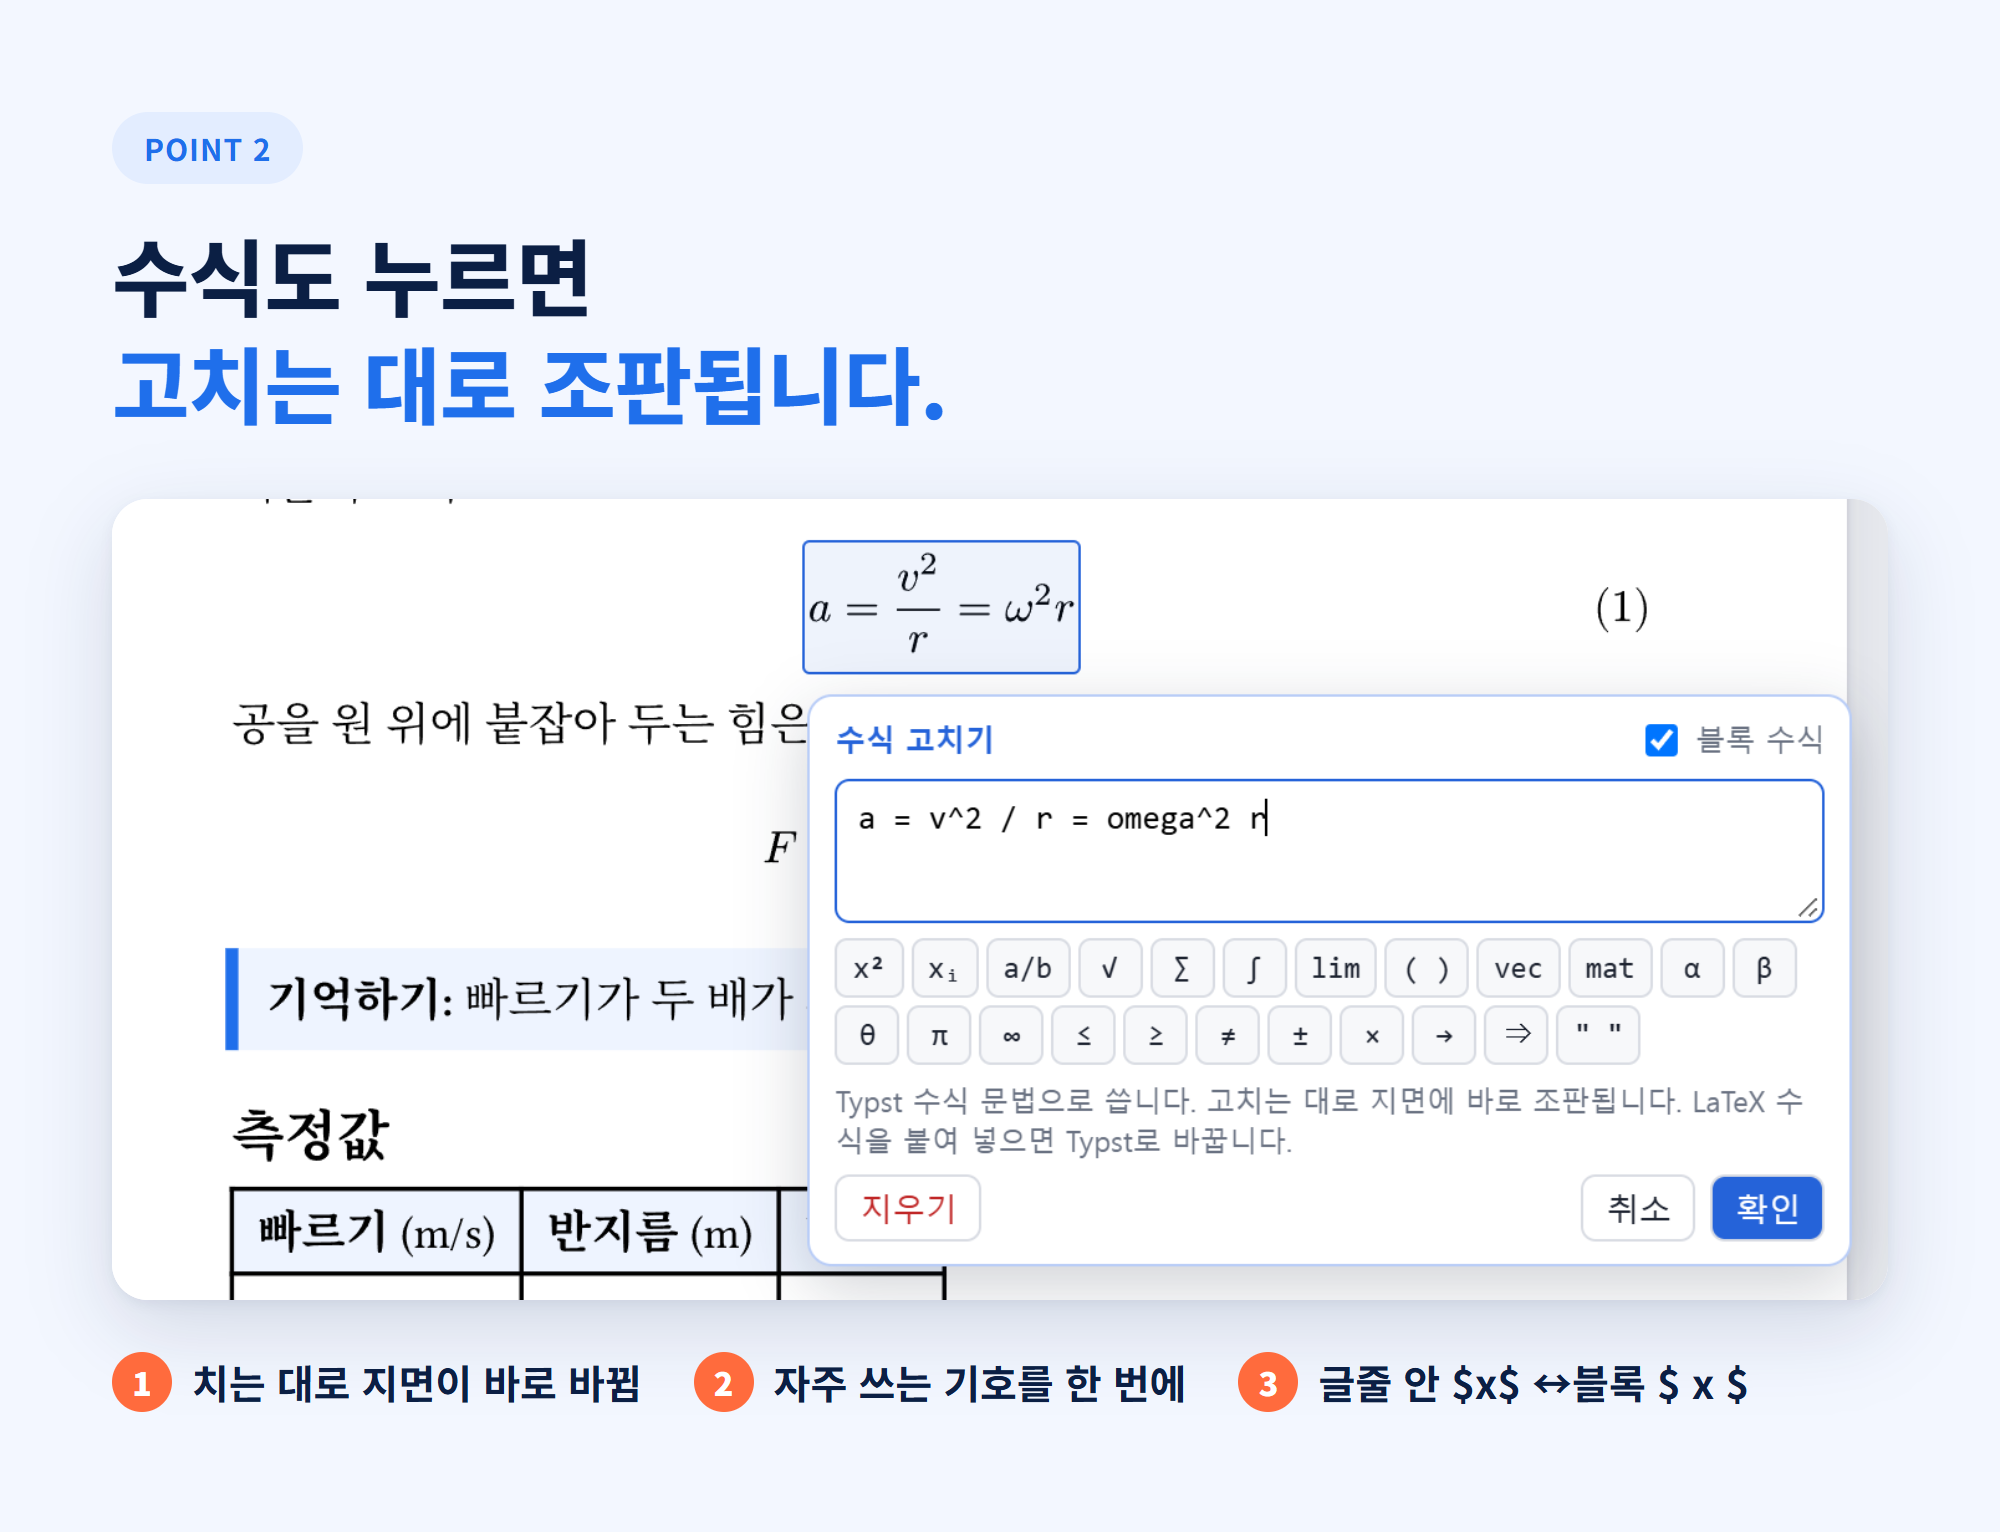 POINT 2
수식도 누르면
고치는 대로 조판됩니다.
a = v²/r = ω²r (1)
공을 원 위에 붙잡아 두는 힘은
F
기억하기: 빠르기가 두 배가
측정값
빠르기 (m/s) 반지름 (m)
수식 고치기 블록 수식
a = v^2 / r = omega^2 r
x² xᵢ a/b √ ∑ ∫ lim ( ) vec mat α β
θ π ∞ ≤ ≥ ≠ ± × → ⇒ " "
Typst 수식 문법으로 씁니다. 고치는 대로 지면에 바로 조판됩니다. LaTeX 수
식을 붙여 넣으면 Typst로 바꿉니다.
지우기 취소 확인
1 치는 대로 지면이 바로 바뀜 2 자주 쓰는 기호를 한 번에 3 글줄 안 $x$ ↔블록 $ x $